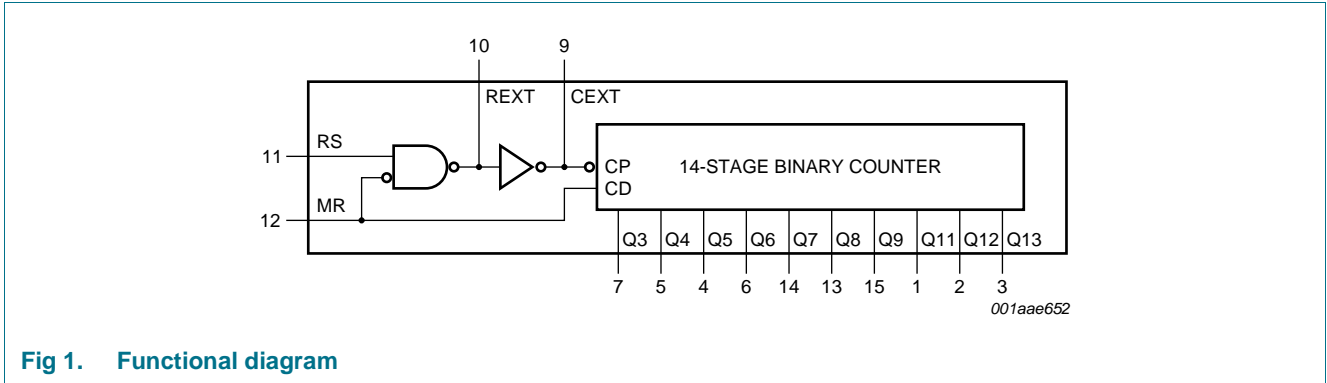 10 9
REXT CEXT
11 RS
CP 14-STAGE BINARY COUNTER
CD
12 MR
Q3 Q4 Q5 Q6 Q7 Q8 Q9 Q11 Q12 Q13
7 5 4 6 14 13 15 1 2 3
001aae652
Fig 1. Functional diagram